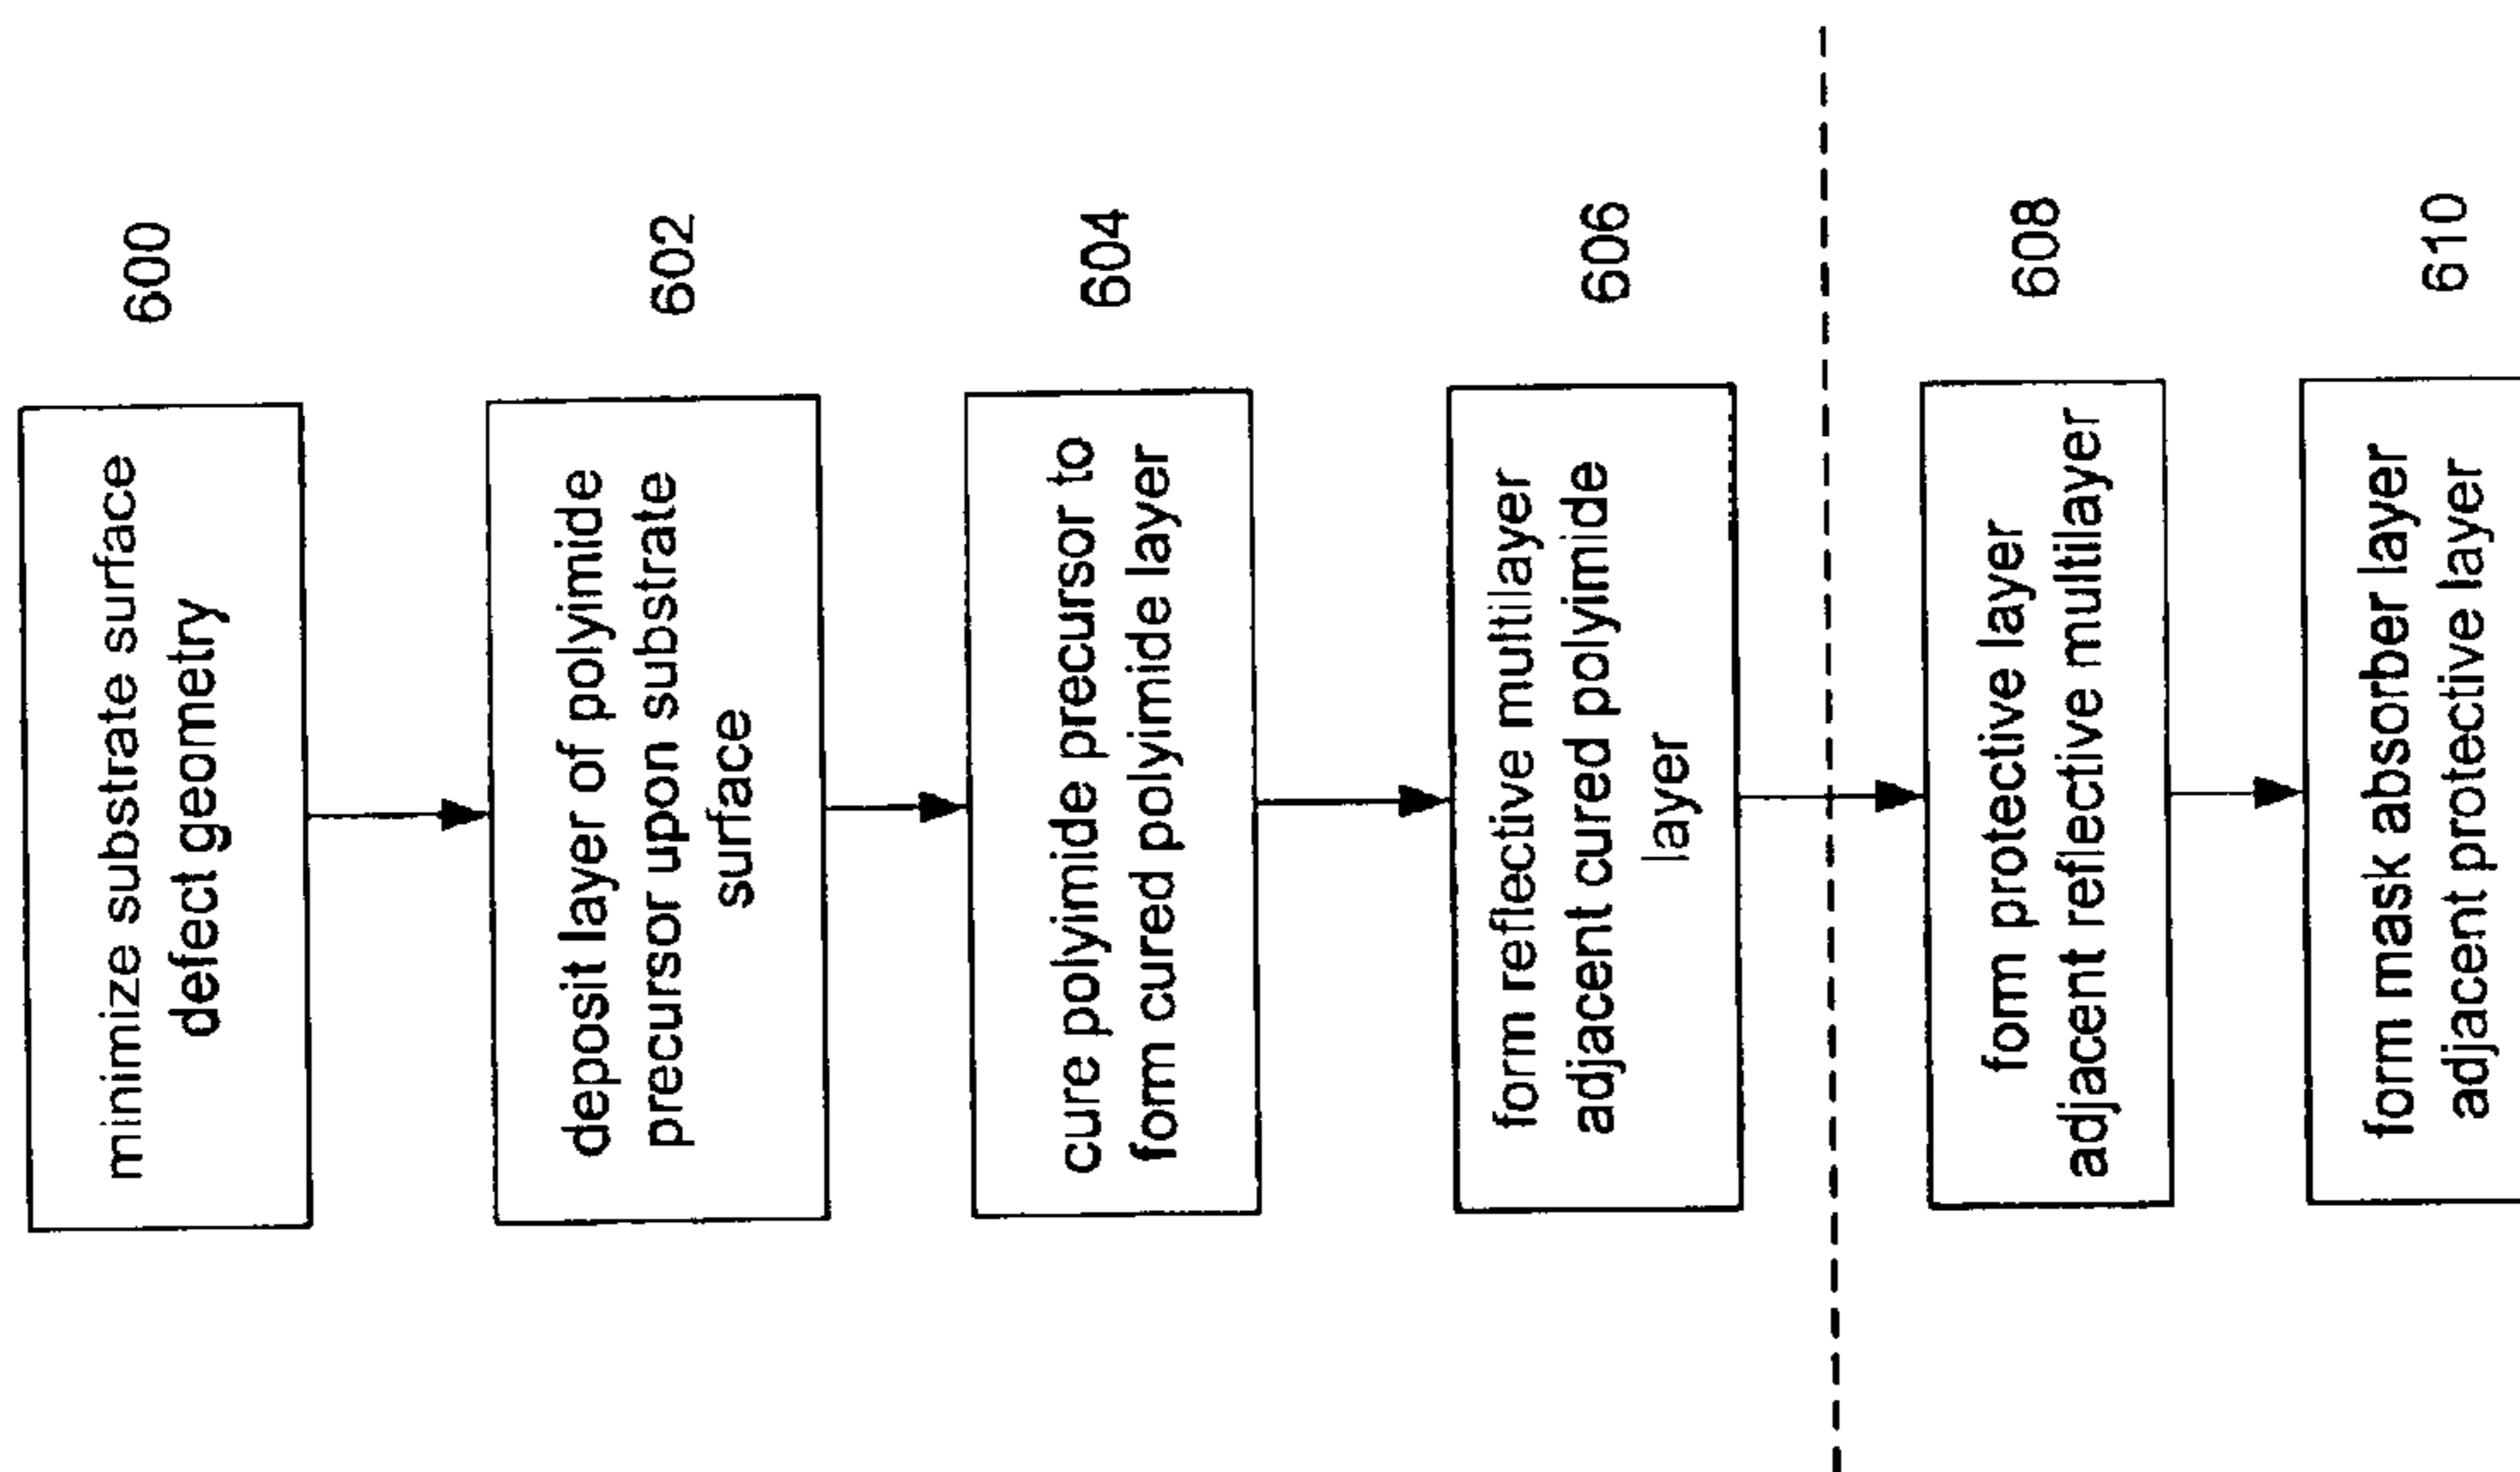 minimize substrate surface
defect geometry
600
deposit layer of polyimide
precursor upon substrate
surface
602
cure polyimide precursor to
form cured polyimide layer
604
form reflective multilayer
adjacent cured polyimide
layer
606
form protective layer
adjacent reflective multilayer
608
form mask absorber layer
adjacent protective layer
610